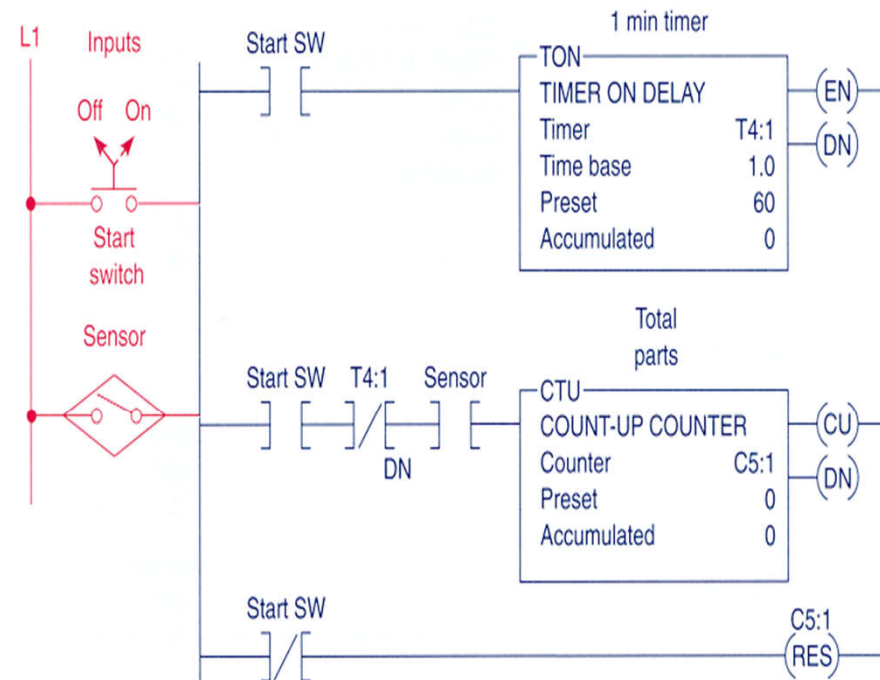 L1
Inputs
Off On
Start
switch
Sensor
Start SW
1 min timer
TON
TIMER ON DELAY
Timer T4:1
Time base 1.0
Preset 60
Accumulated 0
EN
DN
Start SW T4:1 Sensor
DN
Total
parts
CTU
COUNT-UP COUNTER
Counter C5:1
Preset 0
Accumulated 0
CU
DN
Start SW
C5:1
RES